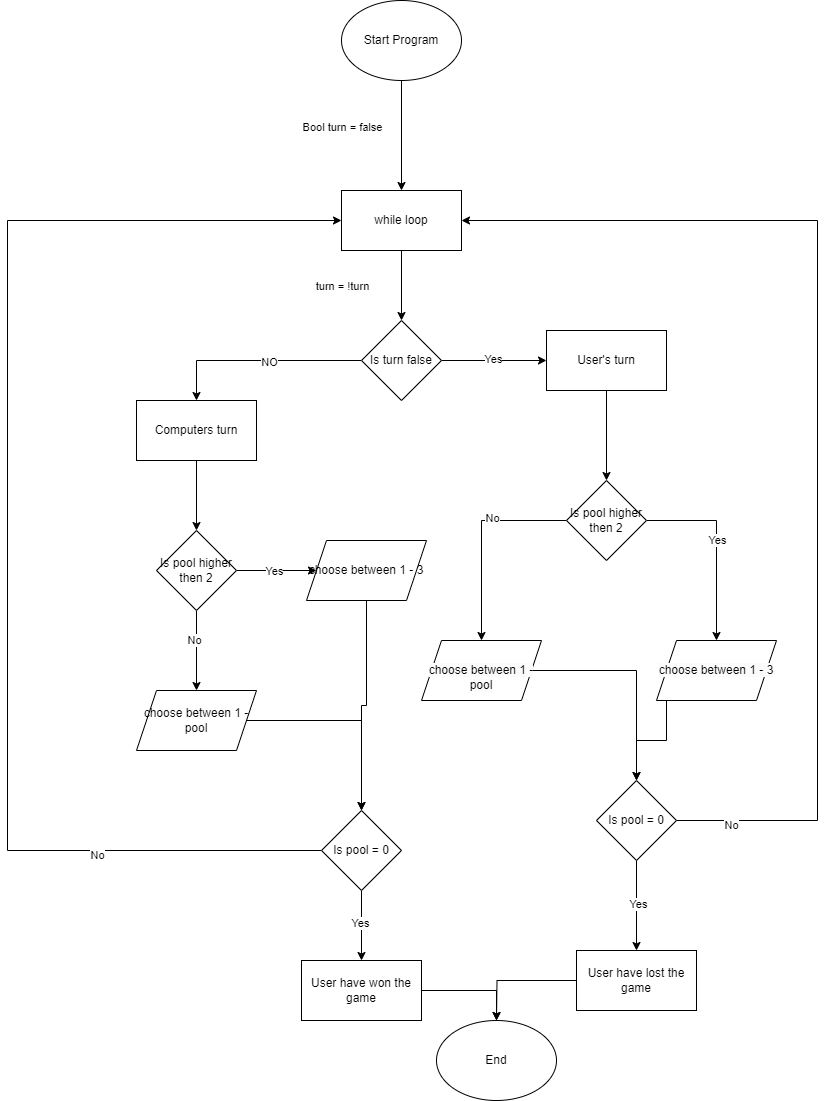 Start Program
Bool turn = false
while loop
turn = !turn
Is turn false
NO
Yes
User's turn
Computers turn
Is pool higher
then 2
No
Yes
Is pool higher
then 2
Yes
choose between 1 - 3
No
choose between 1
pool
choose between 1 - 3
choose between 1 -
pool
Is pool = 0
No
Is pool = 0
No
Yes
Yes
User have won the
game
User have lost the
game
End